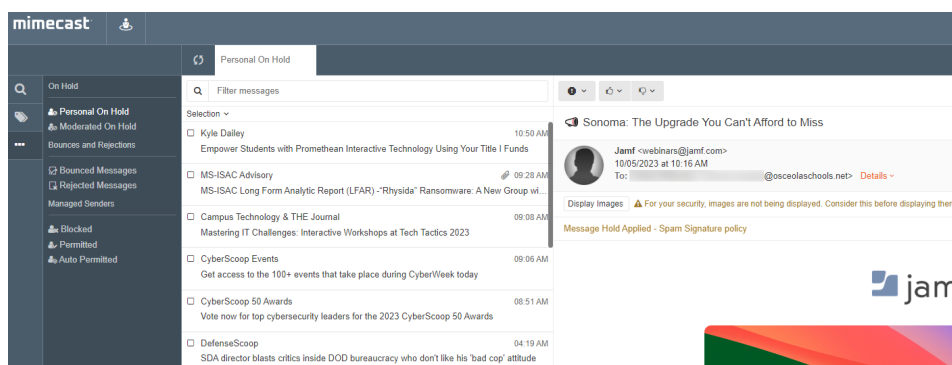 mimecast
Personal On Hold
On Hold
Personal On Hold
Moderated On Hold
Bounces and Rejections
Bounced Messages
Rejected Messages
Managed Senders
Blocked
Permitted
Auto Permitted
Filter messages
Selection
Kyle Dailey 10:50 AM
Empower Students with Promethean Interactive Technology Using Your Title I Funds
MS-ISAC Advisory 09:28 AM
MS-ISAC Long Form Analytic Report (LFAR) -"Rhysida" Ransomware: A New Group wi...
Campus Technology & THE Journal 09:08 AM
Mastering IT Challenges: Interactive Workshops at Tech Tactics 2023
CyberScoop Events 09:06 AM
Get access to the 100+ events that take place during CyberWeek today
CyberScoop 50 Awards 08:51 AM
Vote now for top cybersecurity leaders for the 2023 CyberScoop 50 Awards
DefenseScoop 04:19 AM
SDA director blasts critics inside DOD bureaucracy who don't like his 'bad cop' attitude
Sonoma: The Upgrade You Can't Afford to Miss
Jamf <webinars@jamf.com>
10/05/2023 at 10:16 AM
To: @osceolaschools.net> Details
Display Images For your security, images are not being displayed. Consider this before displaying
Message Hold Applied - Spam Signature policy
jam